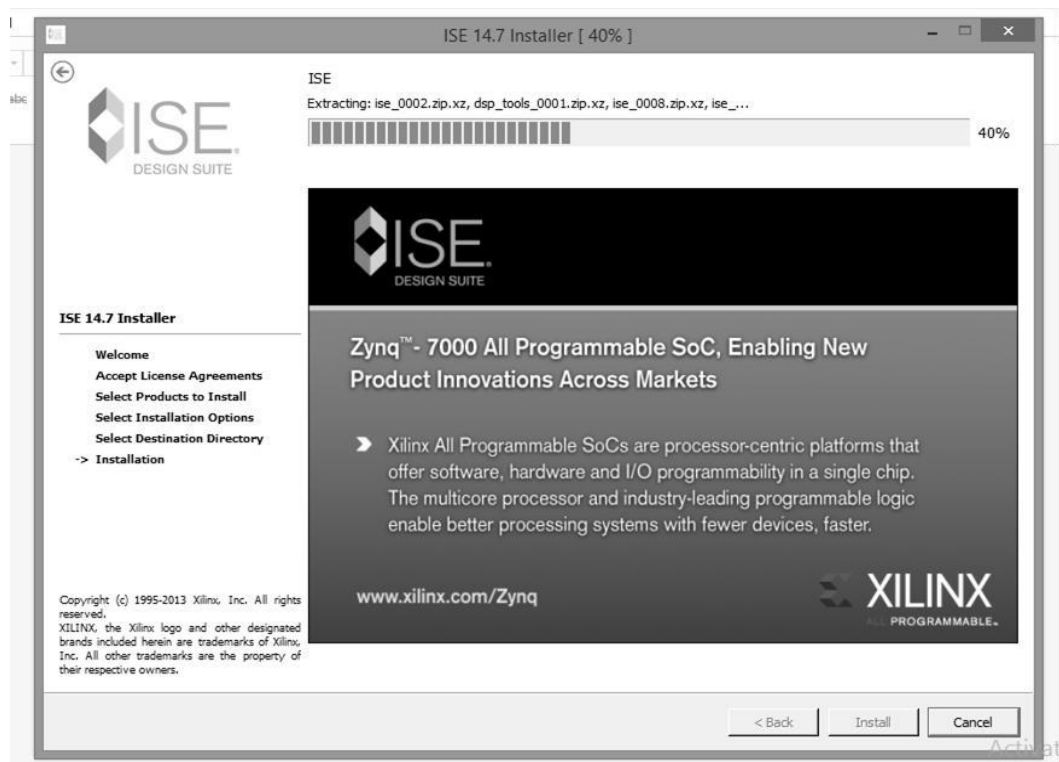 ISE 14.7 Installer [ 40% ]
ISE
Extracting: ise_0002.zip.xz, dsp_tools_0001.zip.xz, ise_0008.zip.xz, ise_...
40%
ISE.
DESIGN SUITE
ISE.
DESIGN SUITE
Zynq™- 7000 All Programmable SoC, Enabling New
Product Innovations Across Markets
Xilinx All Programmable SoCs are processor-centric platforms that
offer software, hardware and I/O programmability in a single chip.
The multicore processor and industry-leading programmable logic
enable better processing systems with fewer devices, faster.
www.xilinx.com/Zynq
XILINX
ALL PROGRAMMABLE.
ISE 14.7 Installer
Welcome
Accept License Agreements
Select Products to Install
Select Installation Options
Select Destination Directory
-> Installation
Copyright (c) 1995-2013 Xilinx, Inc. All rights
reserved.
XILINX, the Xilinx logo and other designated
brands included herein are trademarks of Xilinx,
Inc. All other trademarks are the property of
their respective owners.
< Back
Install
Cancel